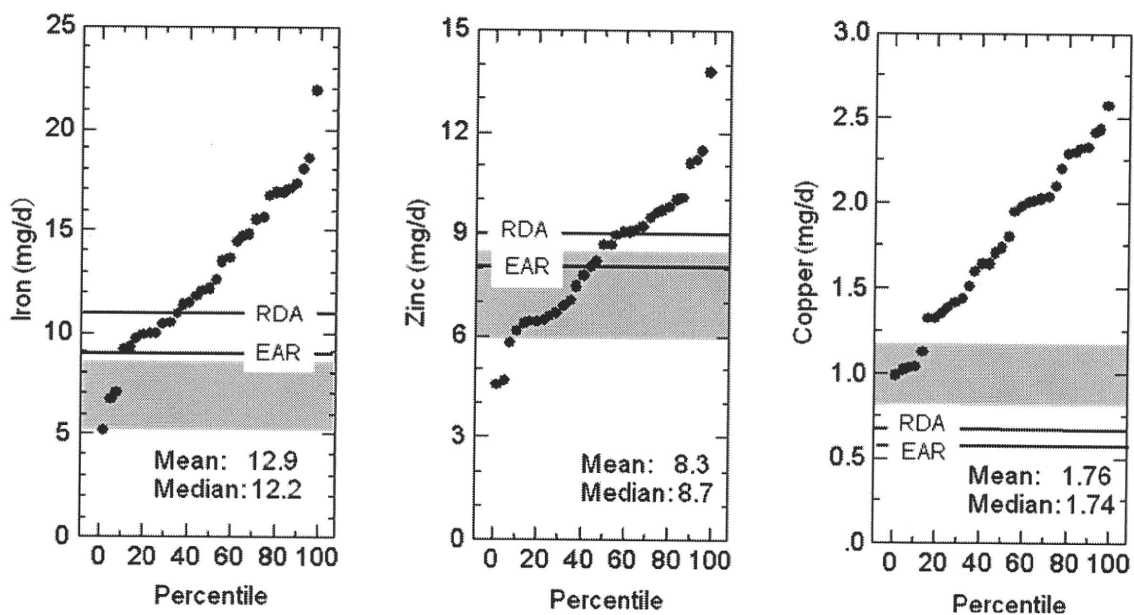 Iron (mg/d)
25
20
15
10
5
0
RDA
EAR
Mean: 12.9
Median: 12.2
0 20 40 60 80 100
Percentile
Zinc (mg/d)
15
12
9
6
3
0
RDA
EAR
Mean: 8.3
Median: 8.7
0 20 40 60 80 100
Percentile
Copper (mg/d)
3.0
2.5
2.0
1.5
1.0
0.5
.0
RDA
EAR
Mean: 1.76
Median: 1.74
0 20 40 60 80 100
Percentile